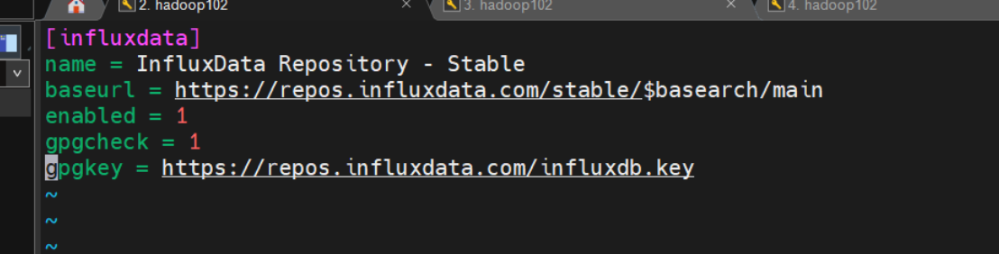 2. hadoop102
3. hadoop102
4. hadoop102
[influxdata]
name = InfluxData Repository - Stable
baseurl = https://repos.influxdata.com/stable/$basearch/main
enabled = 1
gpgcheck = 1
gpgkey = https://repos.influxdata.com/influxdb.key
~
~
~